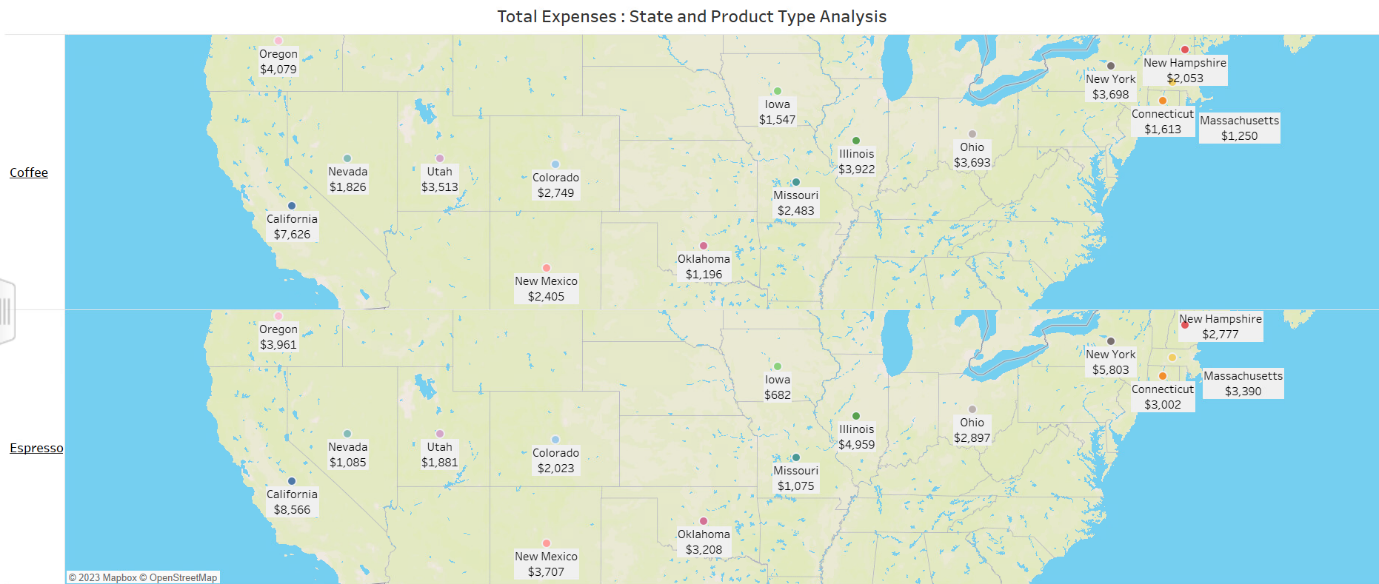 Total Expenses : State and Product Type Analysis
Coffee
Oregon
$4,079
New Hampshire
$2,053
New York
$3,698
Iowa
$1,547
Connecticut
$1,613
Massachusetts
$1,250
Illinois
$3,922
Ohio
$3,693
Nevada
$1,826
Utah
$3,513
Colorado
$2,749
Missouri
$2,483
California
$7,626
Oklahoma
$1,196
New Mexico
$2,405
Espresso
Oregon
$3,961
New Hampshire
$2,777
New York
$5,803
Iowa
$682
Connecticut
$3,002
Massachusetts
$3,390
Illinois
$4,959
Ohio
$2,897
Nevada
$1,085
Utah
$1,881
Colorado
$2,023
Missouri
$1,075
California
$8,566
Oklahoma
$3,208
New Mexico
$3,707
© 2023 Mapbox © OpenStreetMap